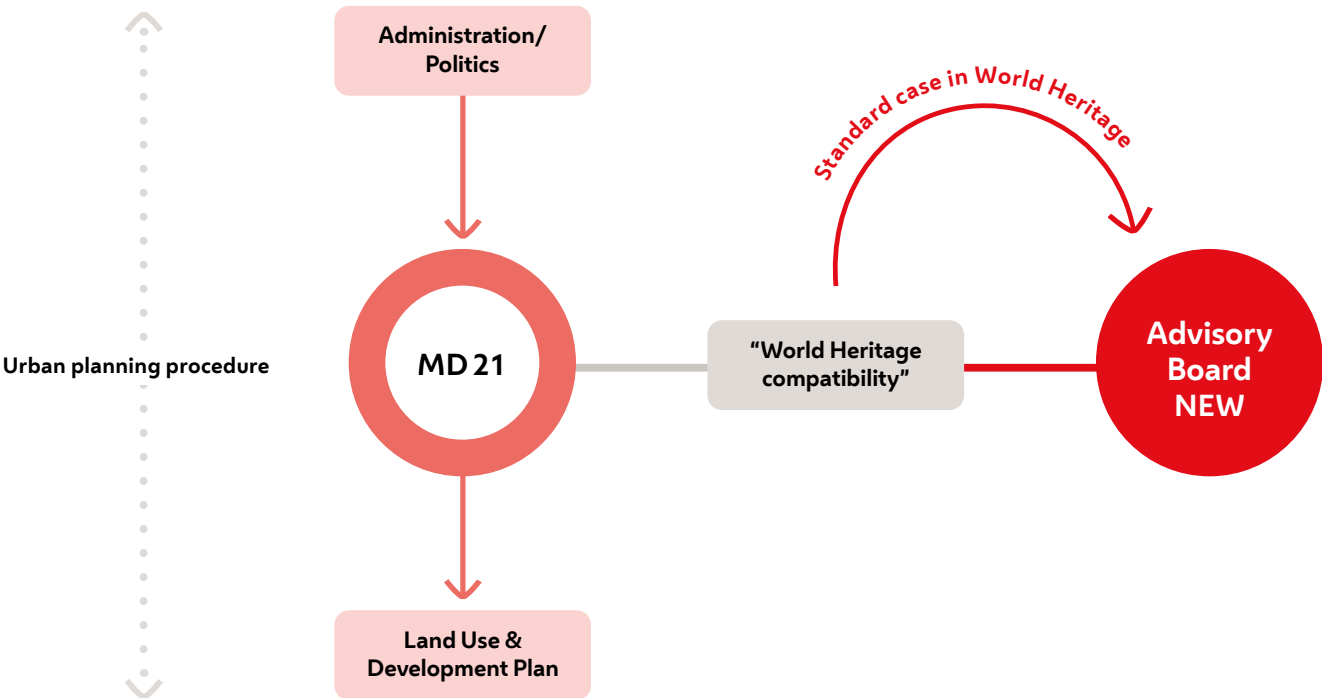 Administration/
Politics
Standard case in World Heritage
Urban planning procedure
MD 21
“World Heritage
compatibility”
Advisory
Board
NEW
Land Use &
Development Plan